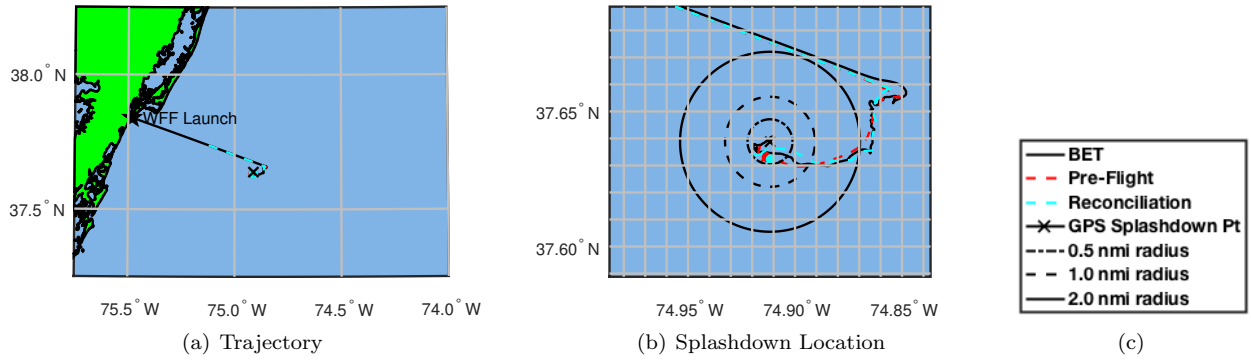 38.0° N
37.5° N
WFF Launch
75.5° W 75.0° W 74.5° W 74.0° W
(a) Trajectory
37.65° N
37.60° N
74.95° W 74.90° W 74.85° W
(b) Splashdown Location
BET
Pre-Flight
Reconciliation
GPS Splashdown Pt
0.5 nmi radius
1.0 nmi radius
2.0 nmi radius
(c)